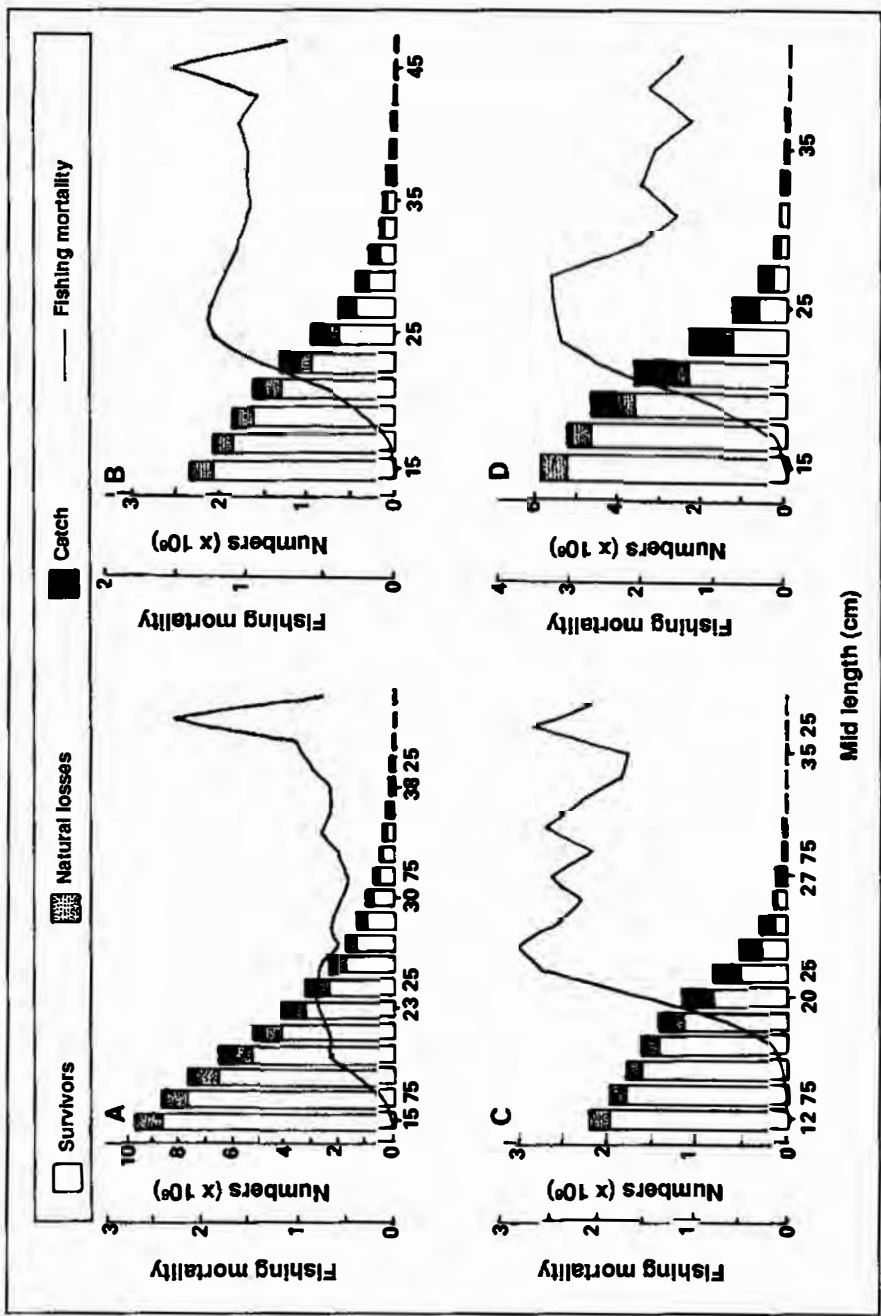 Survivors
Natural losses
Catch
Fishing mortality
A
Fishing mortality
3
2
1
0
Numbers (x 10⁶)
10
8
6
4
2
0
15 75
23 25
30 75
38 25
B
Fishing mortality
2
1
0
Numbers (x 10⁶)
3
2
1
0
15
25
35
45
C
Fishing mortality
3
2
1
0
Numbers (x 10⁶)
3
2
1
0
12 75
20 25
27 75
35 25
D
Fishing mortality
4
3
2
1
0
Numbers (x 10⁶)
6
4
2
0
15
25
35
Mid length (cm)